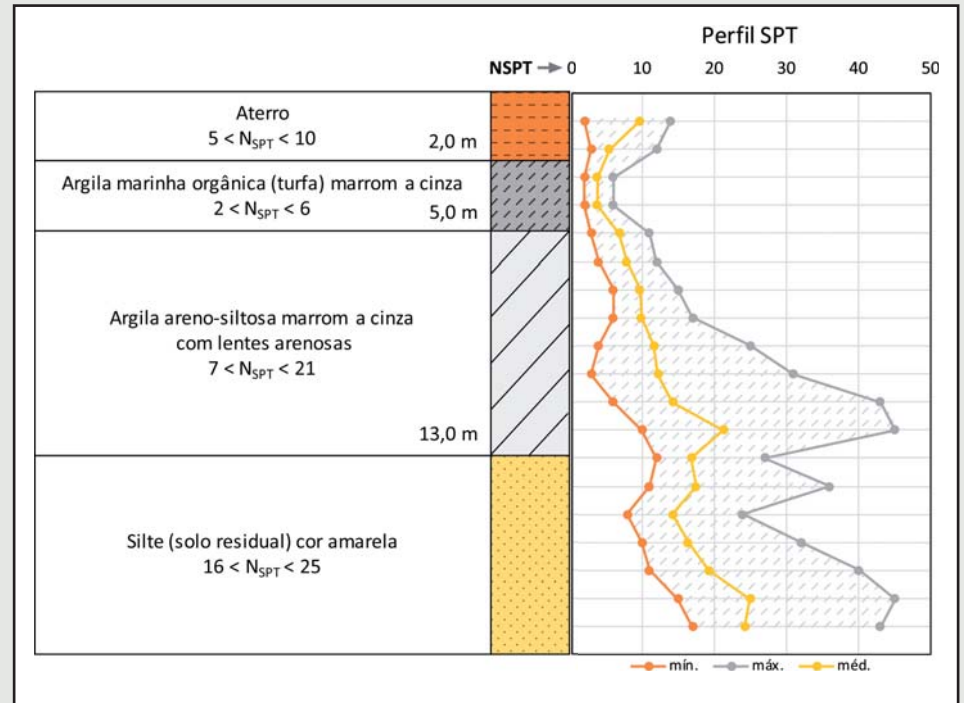 Perfil SPT
NSPT → 0 10 20 30 40 50
Aterro
5 < NSPT < 10
2,0 m
Argila marinha orgânica (turfa) marrom a cinza
2 < NSPT < 6
5,0 m
Argila areno-siltosa marrom a cinza
com lentes arenosas
7 < NSPT < 21
13,0 m
Silte (solo residual) cor amarela
16 < NSPT < 25
mín. máx. méd.